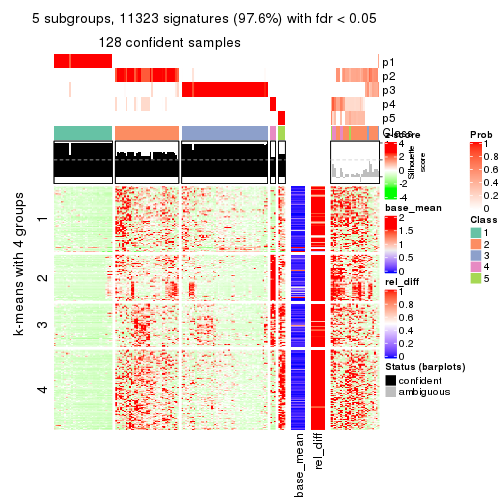 5 subgroups, 11323 signatures (97.6%) with fdr < 0.05
128 confident samples
p1
p2
p3
p4
p5
Class
z-score
4
2
0
-2
-4
Silhouette
score
base_mean
2
1.5
1
0.5
0
rel_diff
1
0.8
0.6
0.4
0.2
0
Status (barplots)
confident
ambiguous
Prob
1
0.8
0.6
0.4
0.2
0
Class
1
2
3
4
5
k-means with 4 groups
1
2
3
4
base_mean
rel_diff